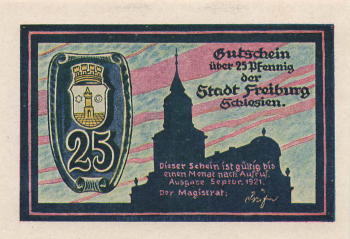 Gutschein
über 25 Pfennig
der
Stadt Freiburg
Schlesien.
25
Dieser Schein ist gültig bis
einen Monat nach Aufruf.
Ausgabe Septbr. 1921.
Der Magistrat: